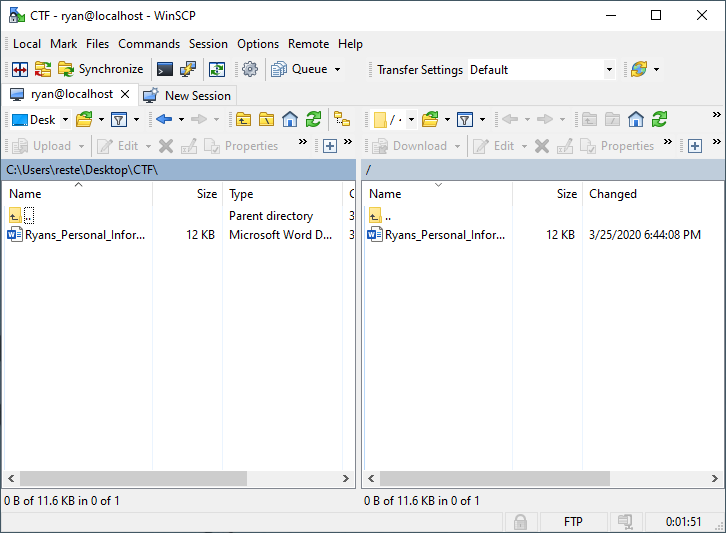 CTF - ryan@localhost - WinSCP
Local Mark Files Commands Session Options Remote Help
Synchronize Queue Transfer Settings Default
ryan@localhost New Session
Desk / 
Upload Edit Properties » Download Edit Properties »
C:\Users\reste\Desktop\CTF\ /
Name Size Type Name Size Changed
.. Parent directory 3 ..
Ryans_Personal_Infor... 12 KB Microsoft Word D... 3 Ryans_Personal_Infor... 12 KB 3/25/2020 6:44:08 PM
0 B of 11.6 KB in 0 of 1 0 B of 11.6 KB in 0 of 1
FTP 0:01:51